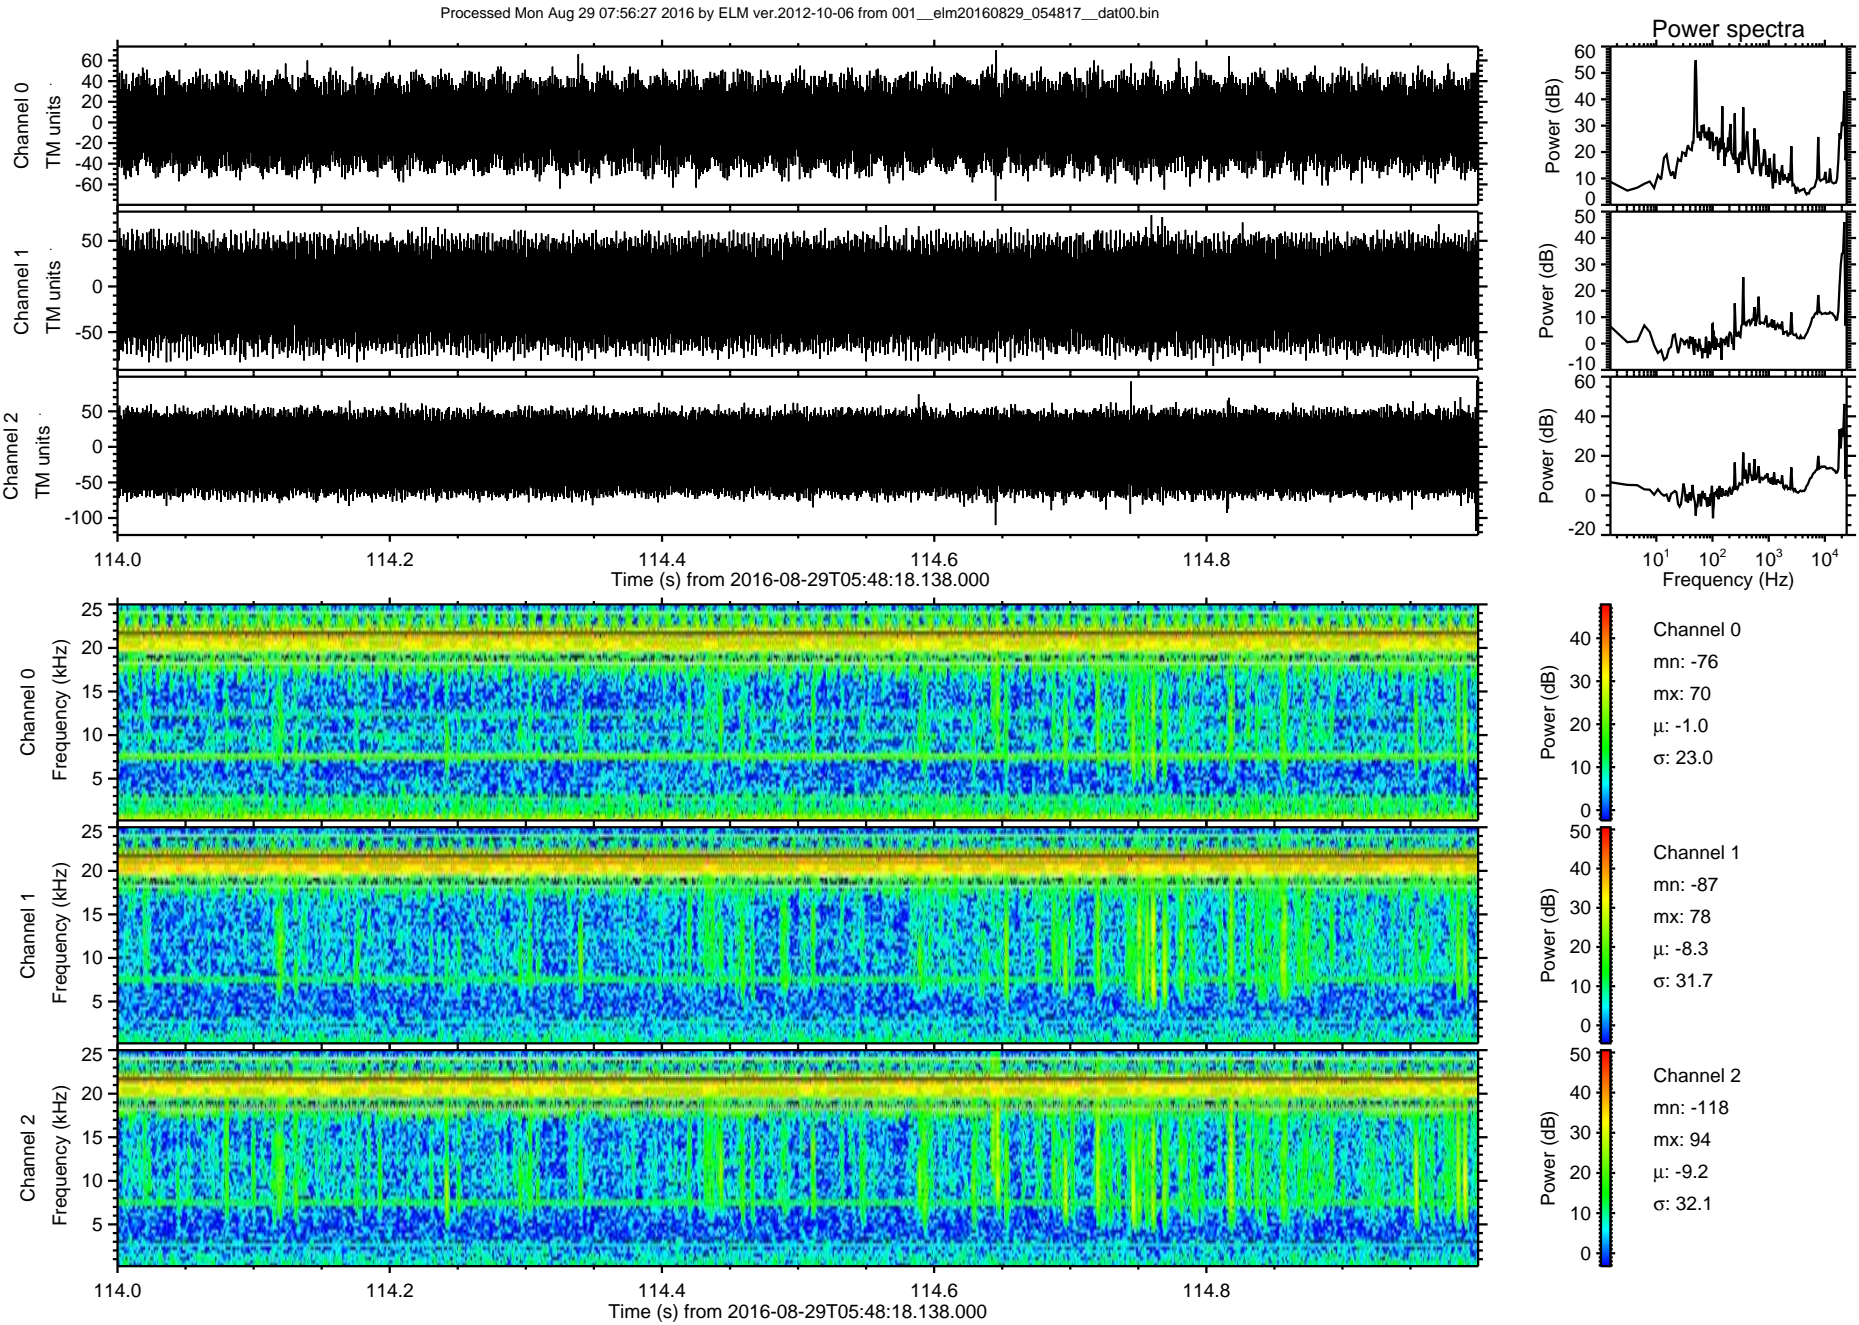 Processed Mon Aug 29 07:56:27 2016 by ELM ver.2012-10-06 from 001__elm20160829_054817__dat00.bin
Power spectra
Channel 0
TM units
60
40
20
0
-20
-40
-60
Power (dB)
60
50
40
30
20
10
0
Channel 1
TM units
50
0
-50
Power (dB)
50
40
30
20
10
0
-10
Channel 2
TM units
50
0
-50
-100
Power (dB)
60
40
20
0
-20
114.0 114.2 114.4 114.6 114.8
Time (s) from 2016-08-29T05:48:18.138.000
10¹ 10² 10³ 10⁴
Frequency (Hz)
Channel 0
Frequency (kHz)
25
20
15
10
5
Power (dB)
40
30
20
10
0
Channel 0
mn: -76
mx: 70
μ: -1.0
σ: 23.0
Channel 1
Frequency (kHz)
25
20
15
10
5
Power (dB)
50
40
30
20
10
0
Channel 1
mn: -87
mx: 78
μ: -8.3
σ: 31.7
Channel 2
Frequency (kHz)
25
20
15
10
5
Power (dB)
50
40
30
20
10
0
Channel 2
mn: -118
mx: 94
μ: -9.2
σ: 32.1
114.0 114.2 114.4 114.6 114.8
Time (s) from 2016-08-29T05:48:18.138.000